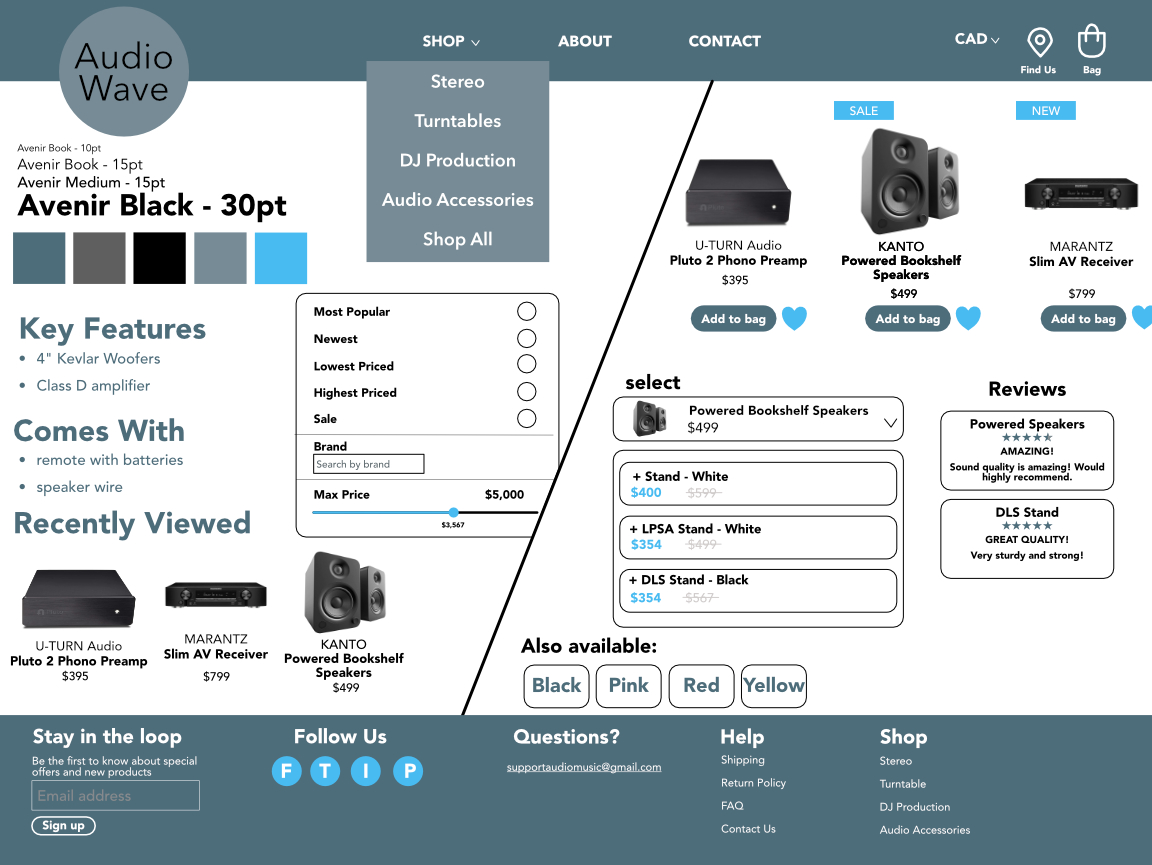 Audio
Wave
SHOP
ABOUT
CONTACT
CAD
Find Us
Bag
Stereo
Turntables
DJ Production
Audio Accessories
Shop All
Avenir Book - 10pt
Avenir Book - 15pt
Avenir Medium - 15pt
Avenir Black - 30pt
Key Features
• 4" Kevlar Woofers
• Class D amplifier
Comes With
• remote with batteries
• speaker wire
Most Popular
Newest
Lowest Priced
Highest Priced
Sale
Brand
Search by brand
Max Price
$5,000
$3,567
Recently Viewed
U-TURN Audio
Pluto 2 Phono Preamp
$395
MARANTZ
Slim AV Receiver
$799
KANTO
Powered Bookshelf
Speakers
$499
SALE
NEW
U-TURN Audio
Pluto 2 Phono Preamp
$395
Add to bag
KANTO
Powered Bookshelf
Speakers
$499
Add to bag
MARANTZ
Slim AV Receiver
$799
Add to bag
select
Powered Bookshelf Speakers
$499
+ Stand - White
$400 $599
+ LPSA Stand - White
$354 $499
+ DLS Stand - Black
$354 $567
Reviews
Powered Speakers
AMAZING!
Sound quality is amazing! Would
highly recommend.
DLS Stand
GREAT QUALITY!
Very sturdy and strong!
Also available:
Black
Pink
Red
Yellow
Stay in the loop
Be the first to know about special
offers and new products
Email address
Sign up
Follow Us
F
T
I
P
Questions?
supportaudiomusic@gmail.com
Help
Shipping
Return Policy
FAQ
Contact Us
Shop
Stereo
Turntable
DJ Production
Audio Accessories